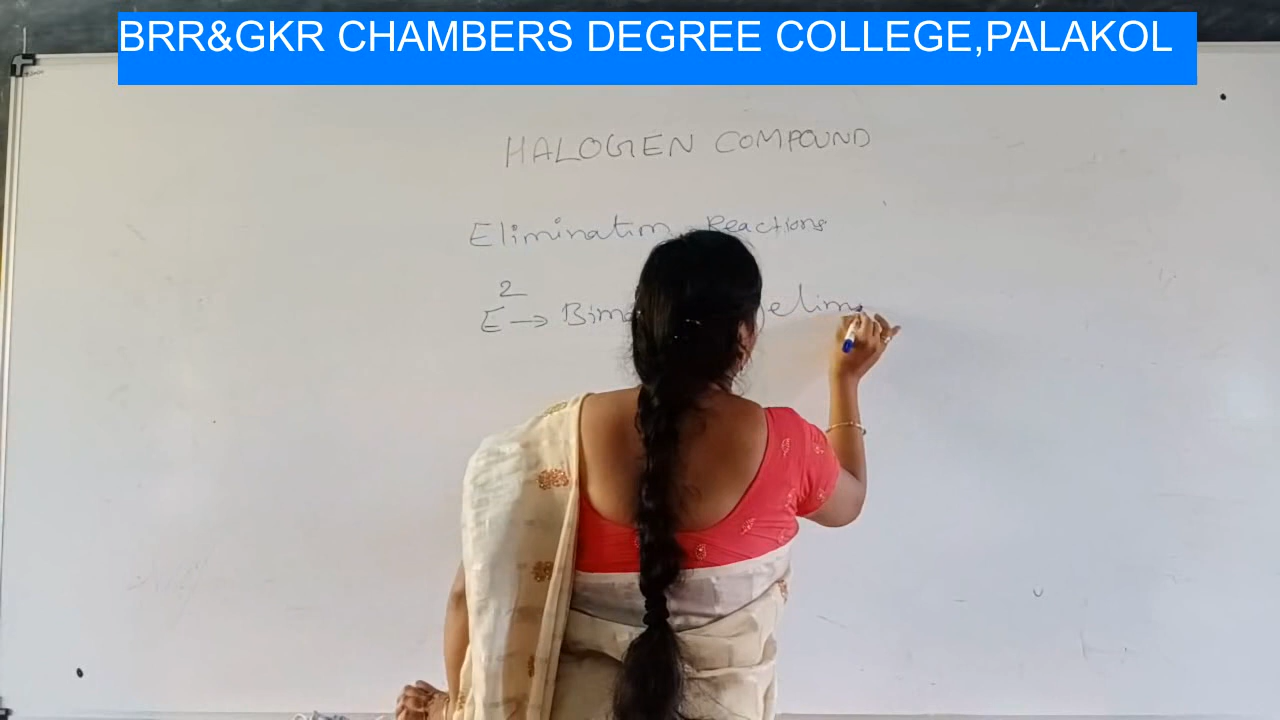 BRR&GKR CHAMBERS DEGREE COLLEGE,PALAKOL
HALOGEN COMPOUND
Elimination Reactions
2
E → Bim elim